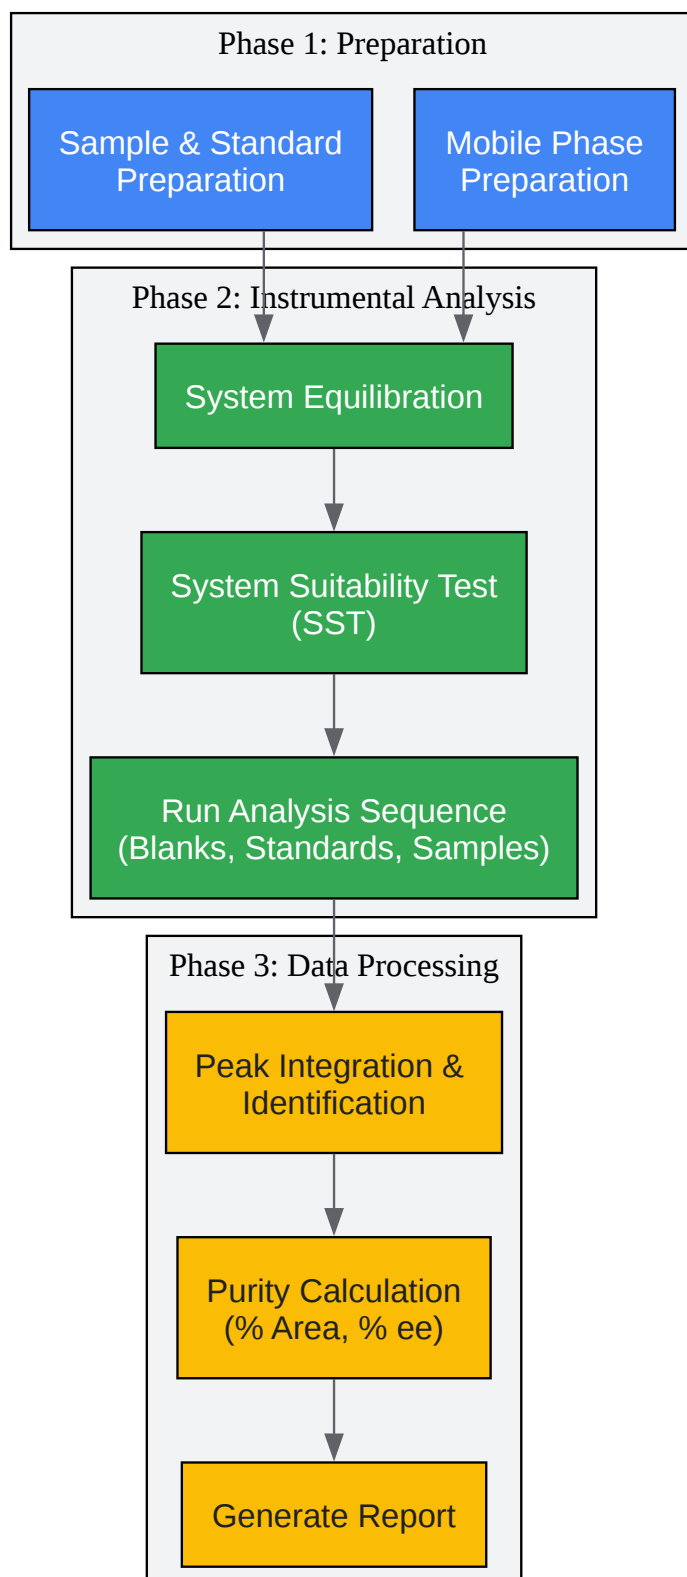 Phase 1: Preparation
Sample & Standard
Preparation
Mobile Phase
Preparation
Phase 2: Instrumental Analysis
System Equilibration
System Suitability Test
(SST)
Run Analysis Sequence
(Blanks, Standards, Samples)
Phase 3: Data Processing
Peak Integration &
Identification
Purity Calculation
(% Area, % ee)
Generate Report